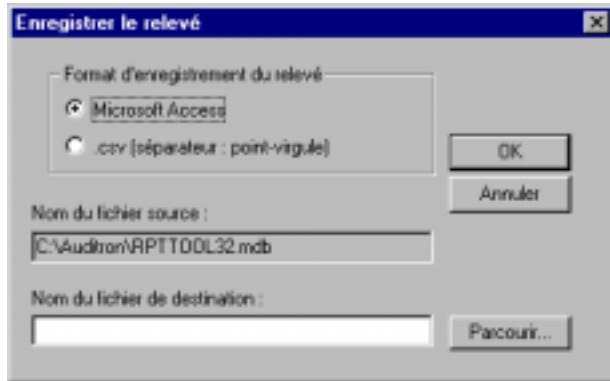 Enregistrer le relevé
Format d'enregistrement du relevé
Microsoft Access
.csv (séparateur : point-virgule)
OK
Annuler
Nom du fichier source :
C:\Auditron\RPTTOOL32.mdb
Nom du fichier de destination :
Parcourir...